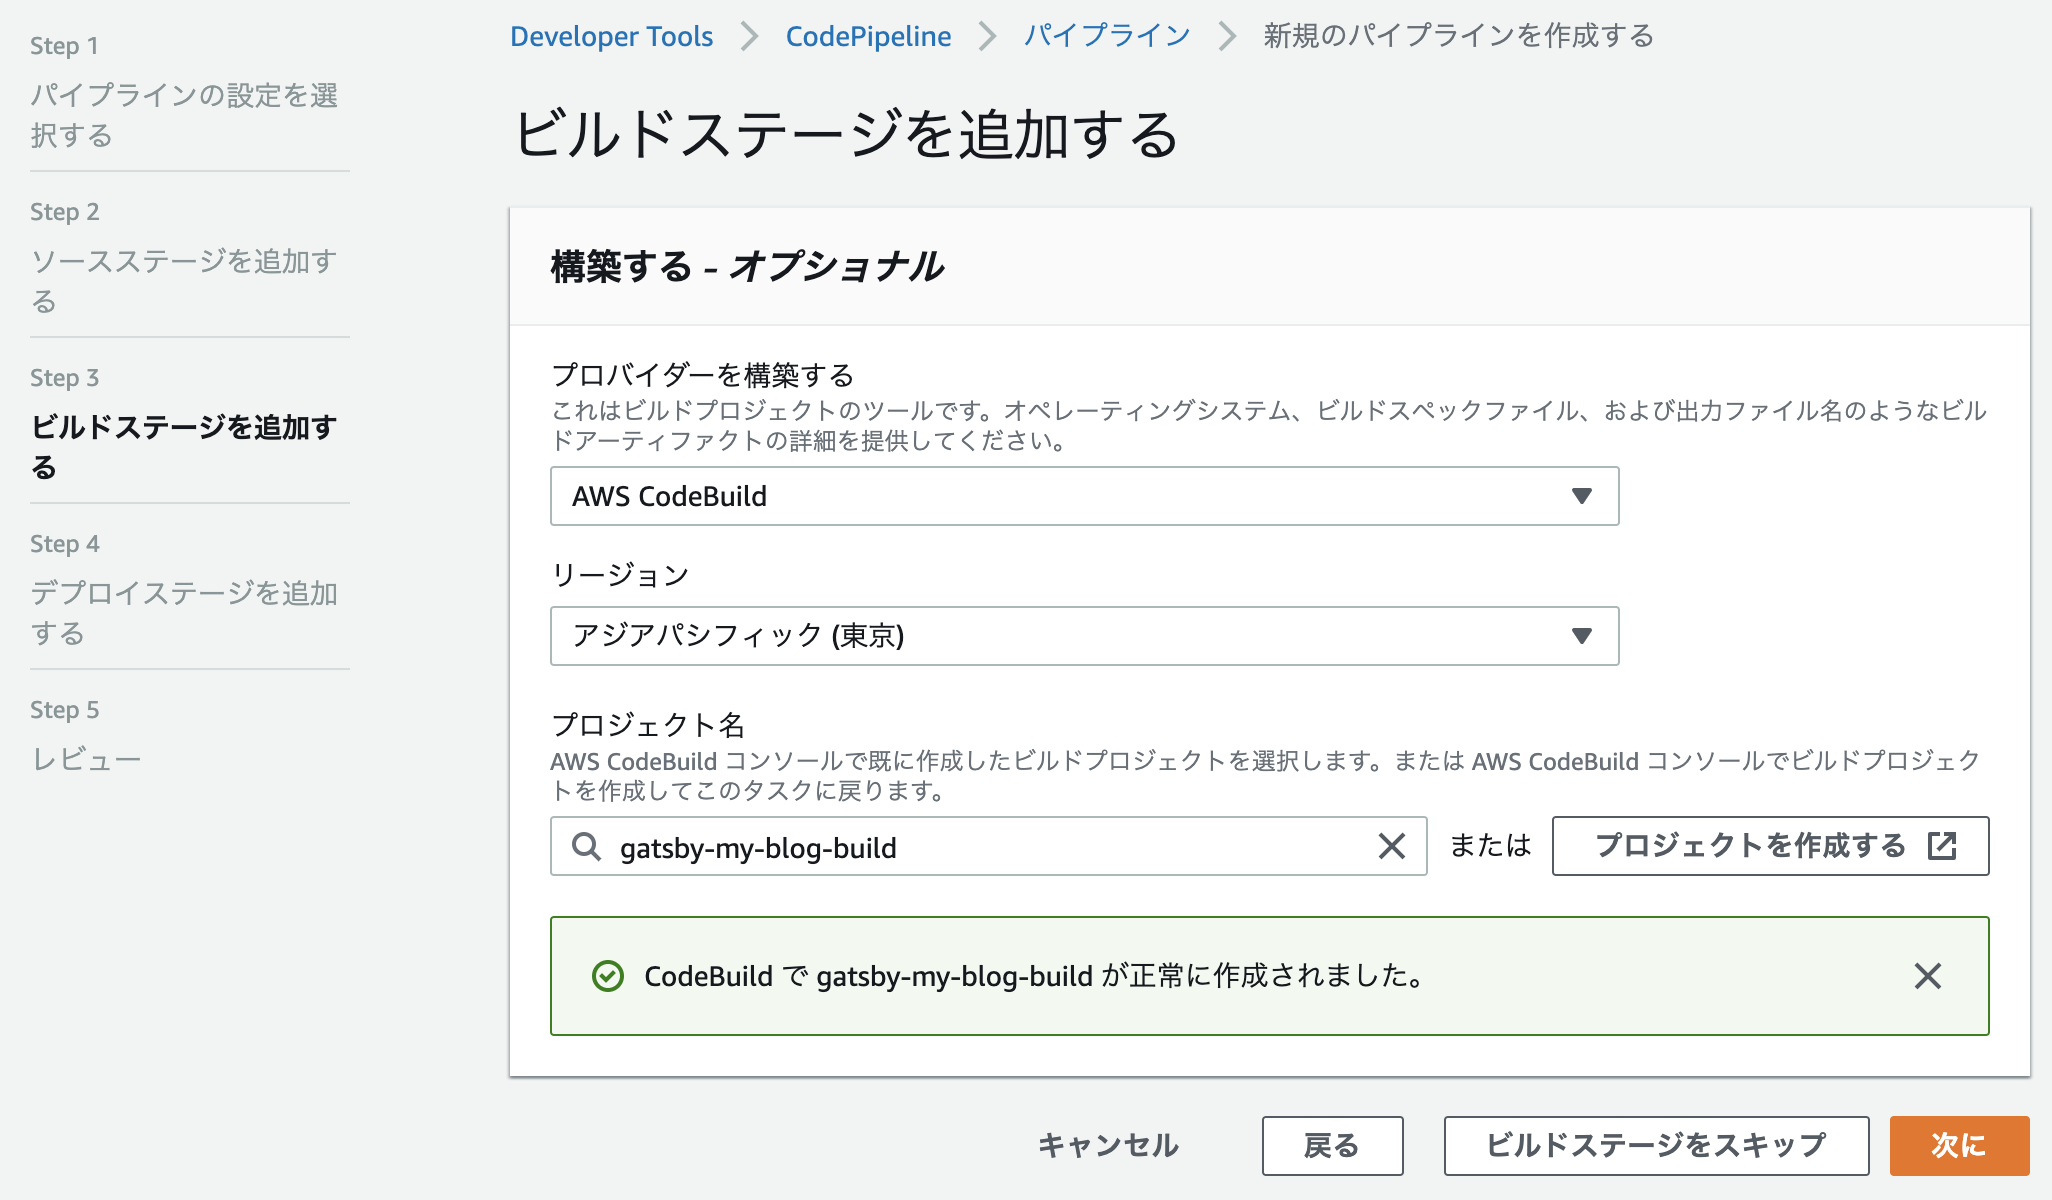 Step 1
パイプラインの設定を選
択する
Step 2
ソースステージを追加す
る
Step 3
ビルドステージを追加す
る
Step 4
デプロイステージを追加
する
Step 5
レビュー
Developer Tools
CodePipeline
パイプライン
新規のパイプラインを作成する
ビルドステージを追加する
構築する - オプショナル
プロバイダーを構築する
これはビルドプロジェクトのツールです。オペレーティングシステム、ビルドスペックファイル、および出力ファイル名のようなビル
ドアーティファクトの詳細を提供してください。
AWS CodeBuild
リージョン
アジアパシフィック (東京)
プロジェクト名
AWS CodeBuild コンソールで既に作成したビルドプロジェクトを選択します。または AWS CodeBuild コンソールでビルドプロジェク
トを作成してこのタスクに戻ります。
gatsby-my-blog-build
または
プロジェクトを作成する
CodeBuild で gatsby-my-blog-build が正常に作成されました。
キャンセル
戻る
ビルドステージをスキップ
次に